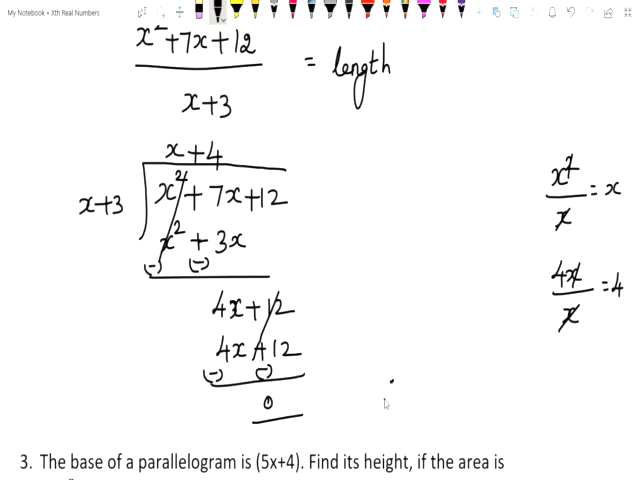 My Notebook » Xth Real Numbers
x² + 7x + 12
x + 3
= length
x + 4
x + 3
x² + 7x + 12
x² + 3x
(-) (-)
4x + 12
4x + 12
(-) (-)
0
x²/x = x
4x/x = 4
3. The base of a parallelogram is (5x+4). Find its height, if the area is